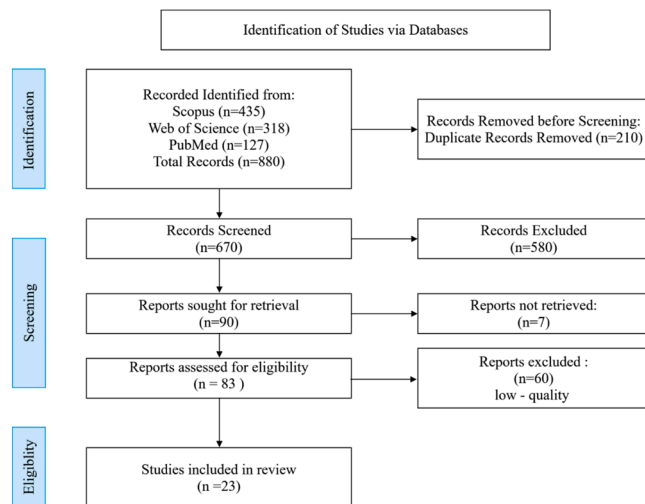 Identification of Studies via Databases
Identification
Recorded Identified from:
Scopus (n=435)
Web of Science (n=318)
PubMed (n=127)
Total Records (n=880)
Records Removed before Screening:
Duplicate Records Removed (n=210)
Screening
Records Screened
(n=670)
Records Excluded
(n=580)
Reports sought for retrieval
(n=90)
Reports not retrieved:
(n=7)
Reports assessed for eligibility
(n = 83 )
Reports excluded :
(n=60)
low - quality
Eligiblity
Studies included in review
(n =23)